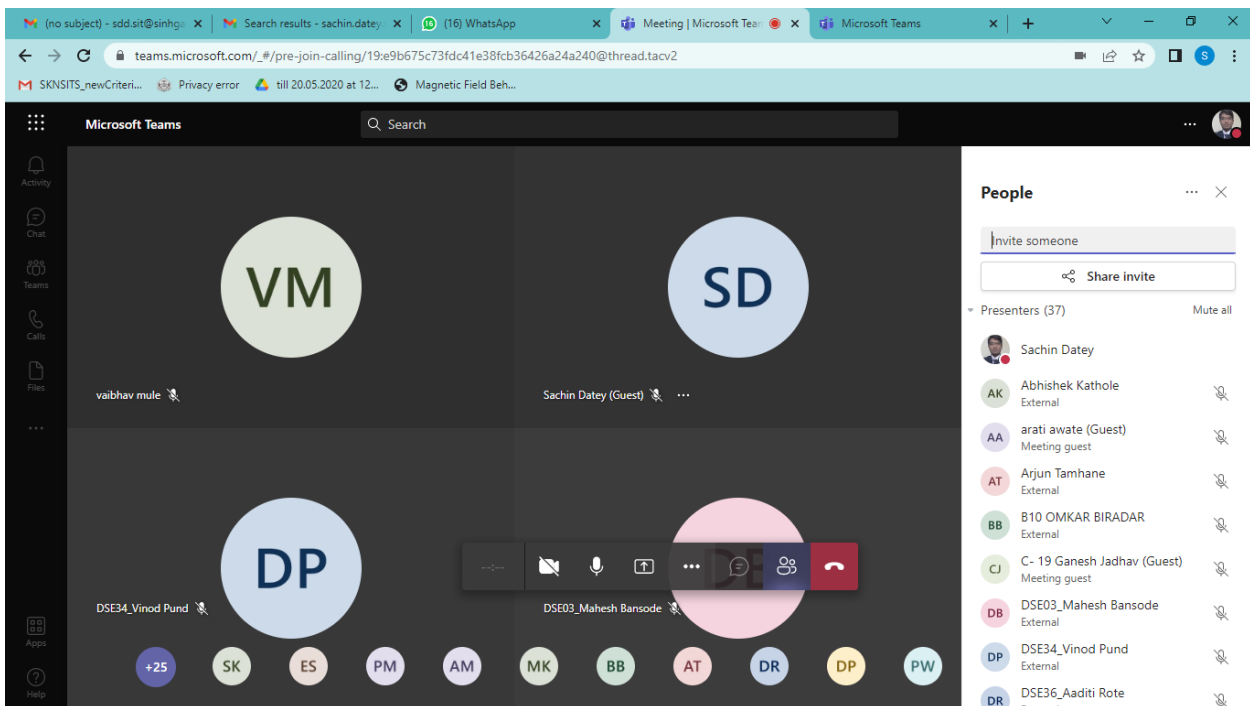 (no subject) - sdd.sit@sinhga
Search results - sachin.datey
(16) WhatsApp
Meeting | Microsoft Tean
Microsoft Teams
teams.microsoft.com/_#/pre-join-calling/19:e9b675c73fdc41e38fcb36426a24a240@thread.tacv2
S
SKNSITS_newCriteri...
Privacy error
till 20.05.2020 at 12...
Magnetic Field Beh...
Microsoft Teams
Search
Activity
Chat
Teams
Calls
Files
Apps
Help
VM
vaibhav mule
SD
Sachin Datey (Guest)
DP
DSE34_Vinod Pund
DB
DSE03_Mahesh Bansode
--:--
+25
SK
ES
PM
AM
MK
BB
AT
DR
DP
PW
People
Invite someone
Share invite
Presenters (37)
Mute all
Sachin Datey
AK
Abhishek Kathole
External
AA
arati awate (Guest)
Meeting guest
AT
Arjun Tamhane
External
BB
B10 OMKAR BIRADAR
External
CJ
C- 19 Ganesh Jadhav (Guest)
Meeting guest
DB
DSE03_Mahesh Bansode
External
DP
DSE34_Vinod Pund
External
DR
DSE36_Aaditi Rote